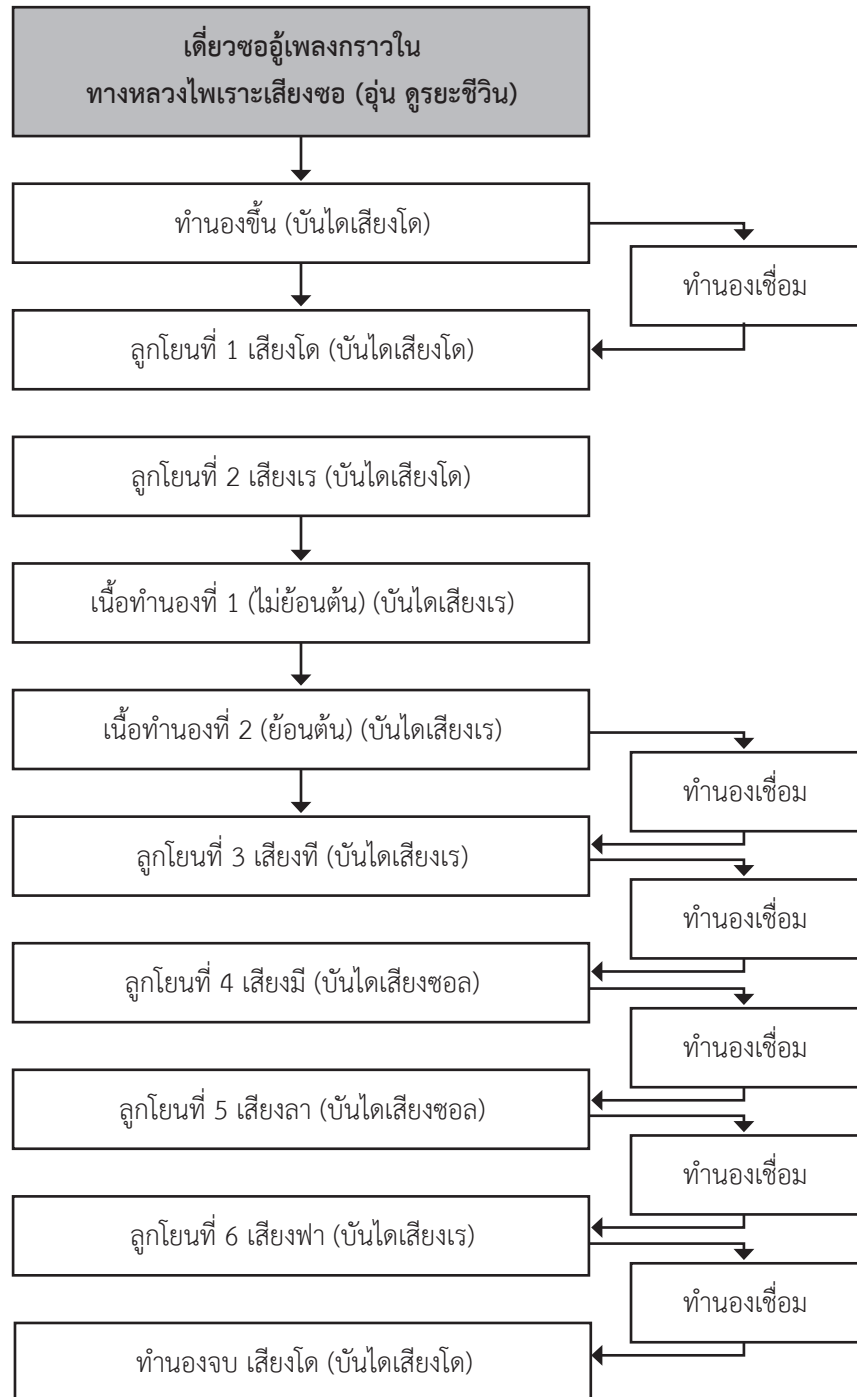 เดี่ยวซออู้เพลงกราวใน
ทางหลวงไพเราะเสียงซอ (อุ่น ดูรยะชีวิน)
ทำนองขึ้น (บันไดเสียงโด)
ทำนองเชื่อม
ลูกโยนที่ 1 เสียงโด (บันไดเสียงโด)
ลูกโยนที่ 2 เสียงเร (บันไดเสียงโด)
เนื้อทำนองที่ 1 (ไม่ย้อนต้น) (บันไดเสียงเร)
เนื้อทำนองที่ 2 (ย้อนต้น) (บันไดเสียงเร)
ทำนองเชื่อม
ลูกโยนที่ 3 เสียงที (บันไดเสียงเร)
ทำนองเชื่อม
ลูกโยนที่ 4 เสียงมี (บันไดเสียงซอล)
ทำนองเชื่อม
ลูกโยนที่ 5 เสียงลา (บันไดเสียงซอล)
ทำนองเชื่อม
ลูกโยนที่ 6 เสียงฟา (บันไดเสียงเร)
ทำนองเชื่อม
ทำนองจบ เสียงโด (บันไดเสียงโด)